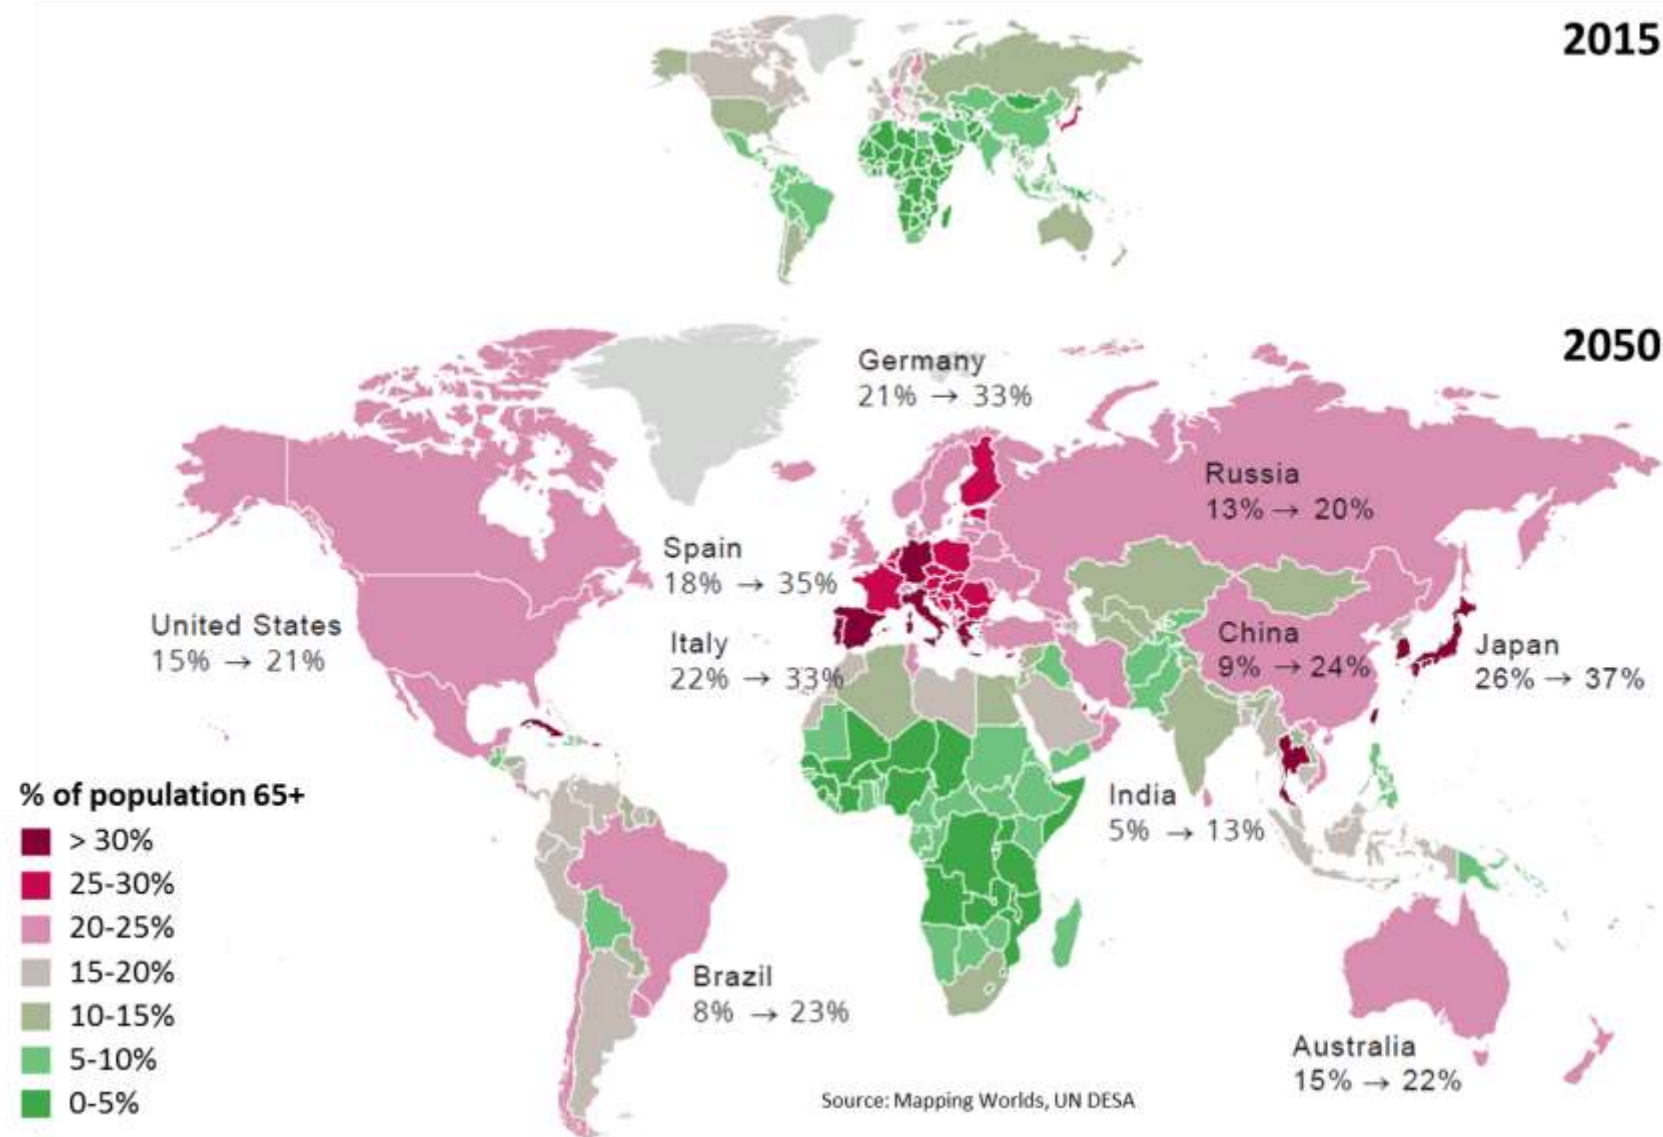 2015
2050
Germany
21% → 33%
Russia
13% → 20%
Spain
18% → 35%
United States
15% → 21%
Italy
22% → 33%
China
9% → 24%
Japan
26% → 37%
India
5% → 13%
Brazil
8% → 23%
Australia
15% → 22%
% of population 65+
> 30%
25-30%
20-25%
15-20%
10-15%
5-10%
0-5%
Source: Mapping Worlds, UN DESA